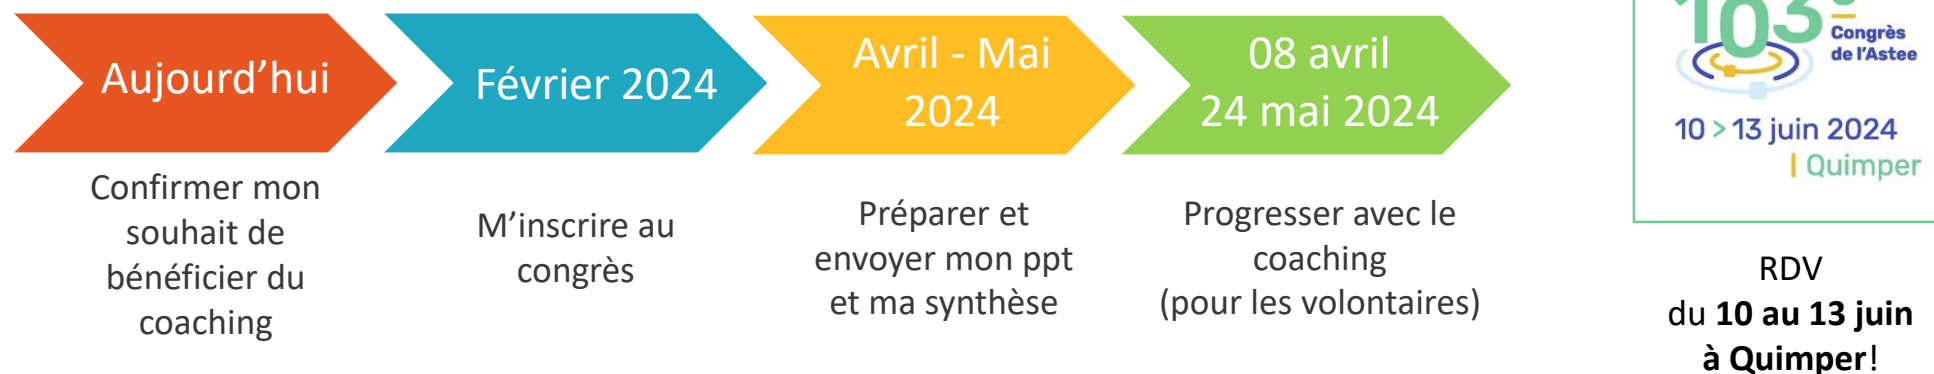 Aujourd’hui
Confirmer mon
souhait de
bénéficier du
coaching
Février 2024
M’inscrire au
congrès
Avril - Mai
2024
Préparer et
envoyer mon ppt
et ma synthèse
08 avril
24 mai 2024
Progresser avec le
coaching
(pour les volontaires)
103e
Congrès
de l’Astee
10 > 13 juin 2024
| Quimper
RDV
du 10 au 13 juin
à Quimper!